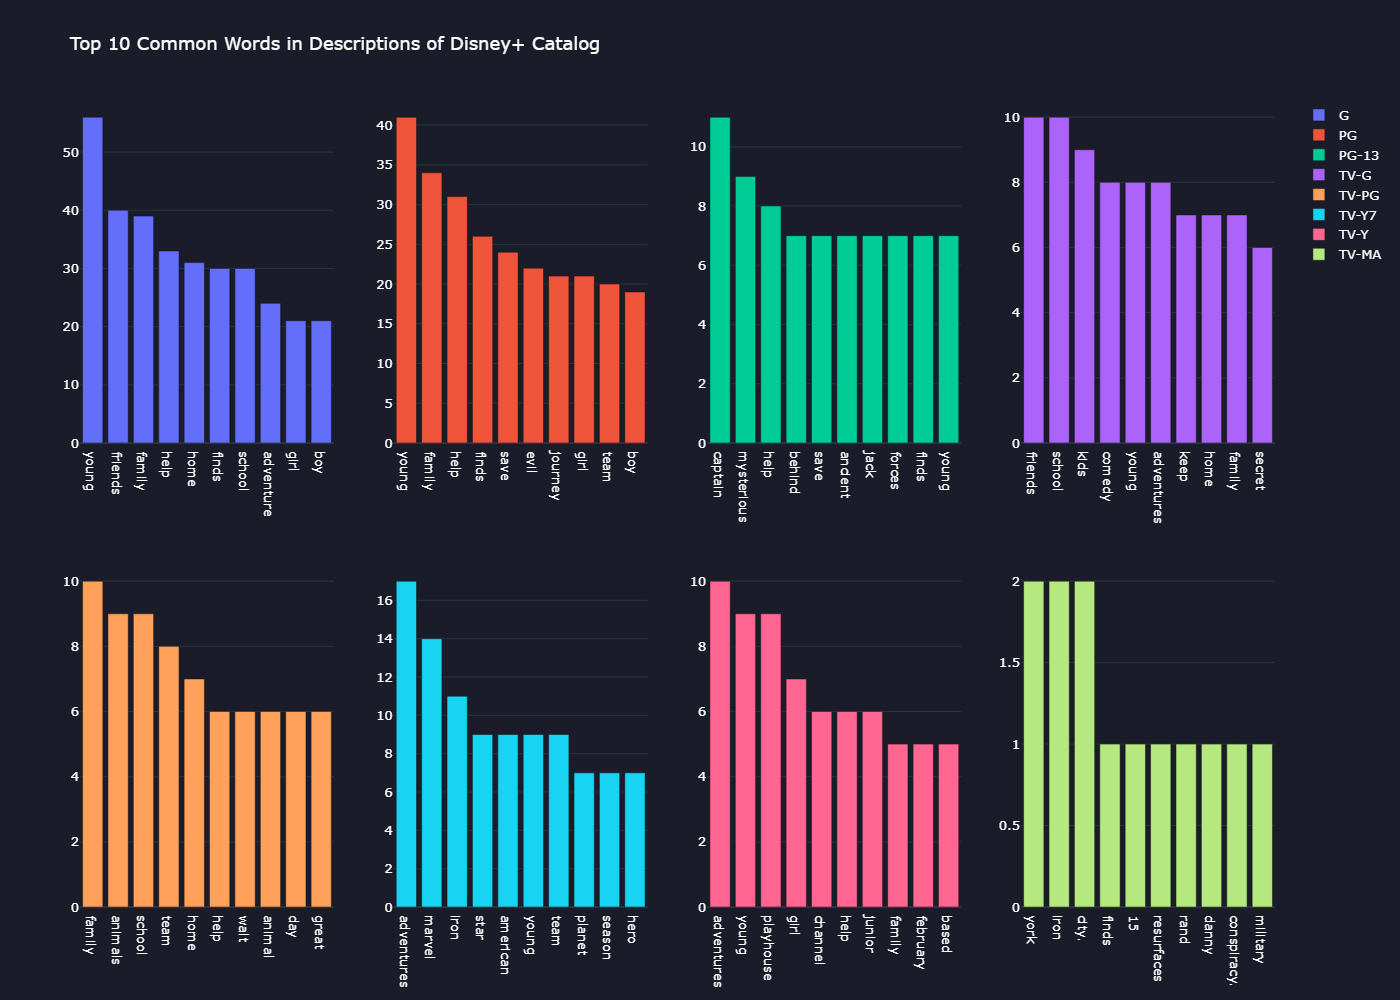 Top 10 Common Words in Descriptions of Disney+ Catalog
G
PG
PG-13
TV-G
TV-PG
TV-Y7
TV-Y
TV-MA
50
40
30
20
10
0
young
friends
family
help
home
finds
school
adventure
girl
boy
40
35
30
25
20
15
10
5
0
young
family
help
finds
save
evil
journey
girl
team
boy
10
8
6
4
2
0
captain
mysterious
help
behind
save
ancient
jack
forces
finds
young
10
8
6
4
2
0
friends
school
kids
comedy
young
adventures
keep
home
family
secret
10
8
6
4
2
0
family
animals
school
team
home
help
walt
animal
day
great
16
14
12
10
8
6
4
2
0
adventures
marvel
iron
star
american
young
team
planet
season
hero
10
8
6
4
2
0
adventures
young
playhouse
girl
channel
help
junior
family
february
based
2
1.5
1
0.5
0
york
iron
city.
finds
15
resurfaces
rand
danny
conspiracy.
military